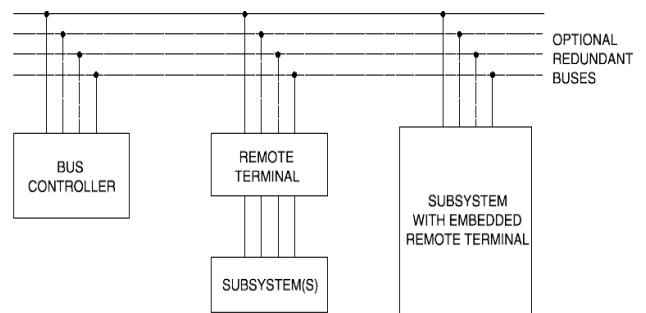 OPTIONAL
REDUNDANT
BUSES
BUS
CONTROLLER
REMOTE
TERMINAL
SUBSYSTEM(S)
SUBSYSTEM
WITH EMBEDDED
REMOTE TERMINAL